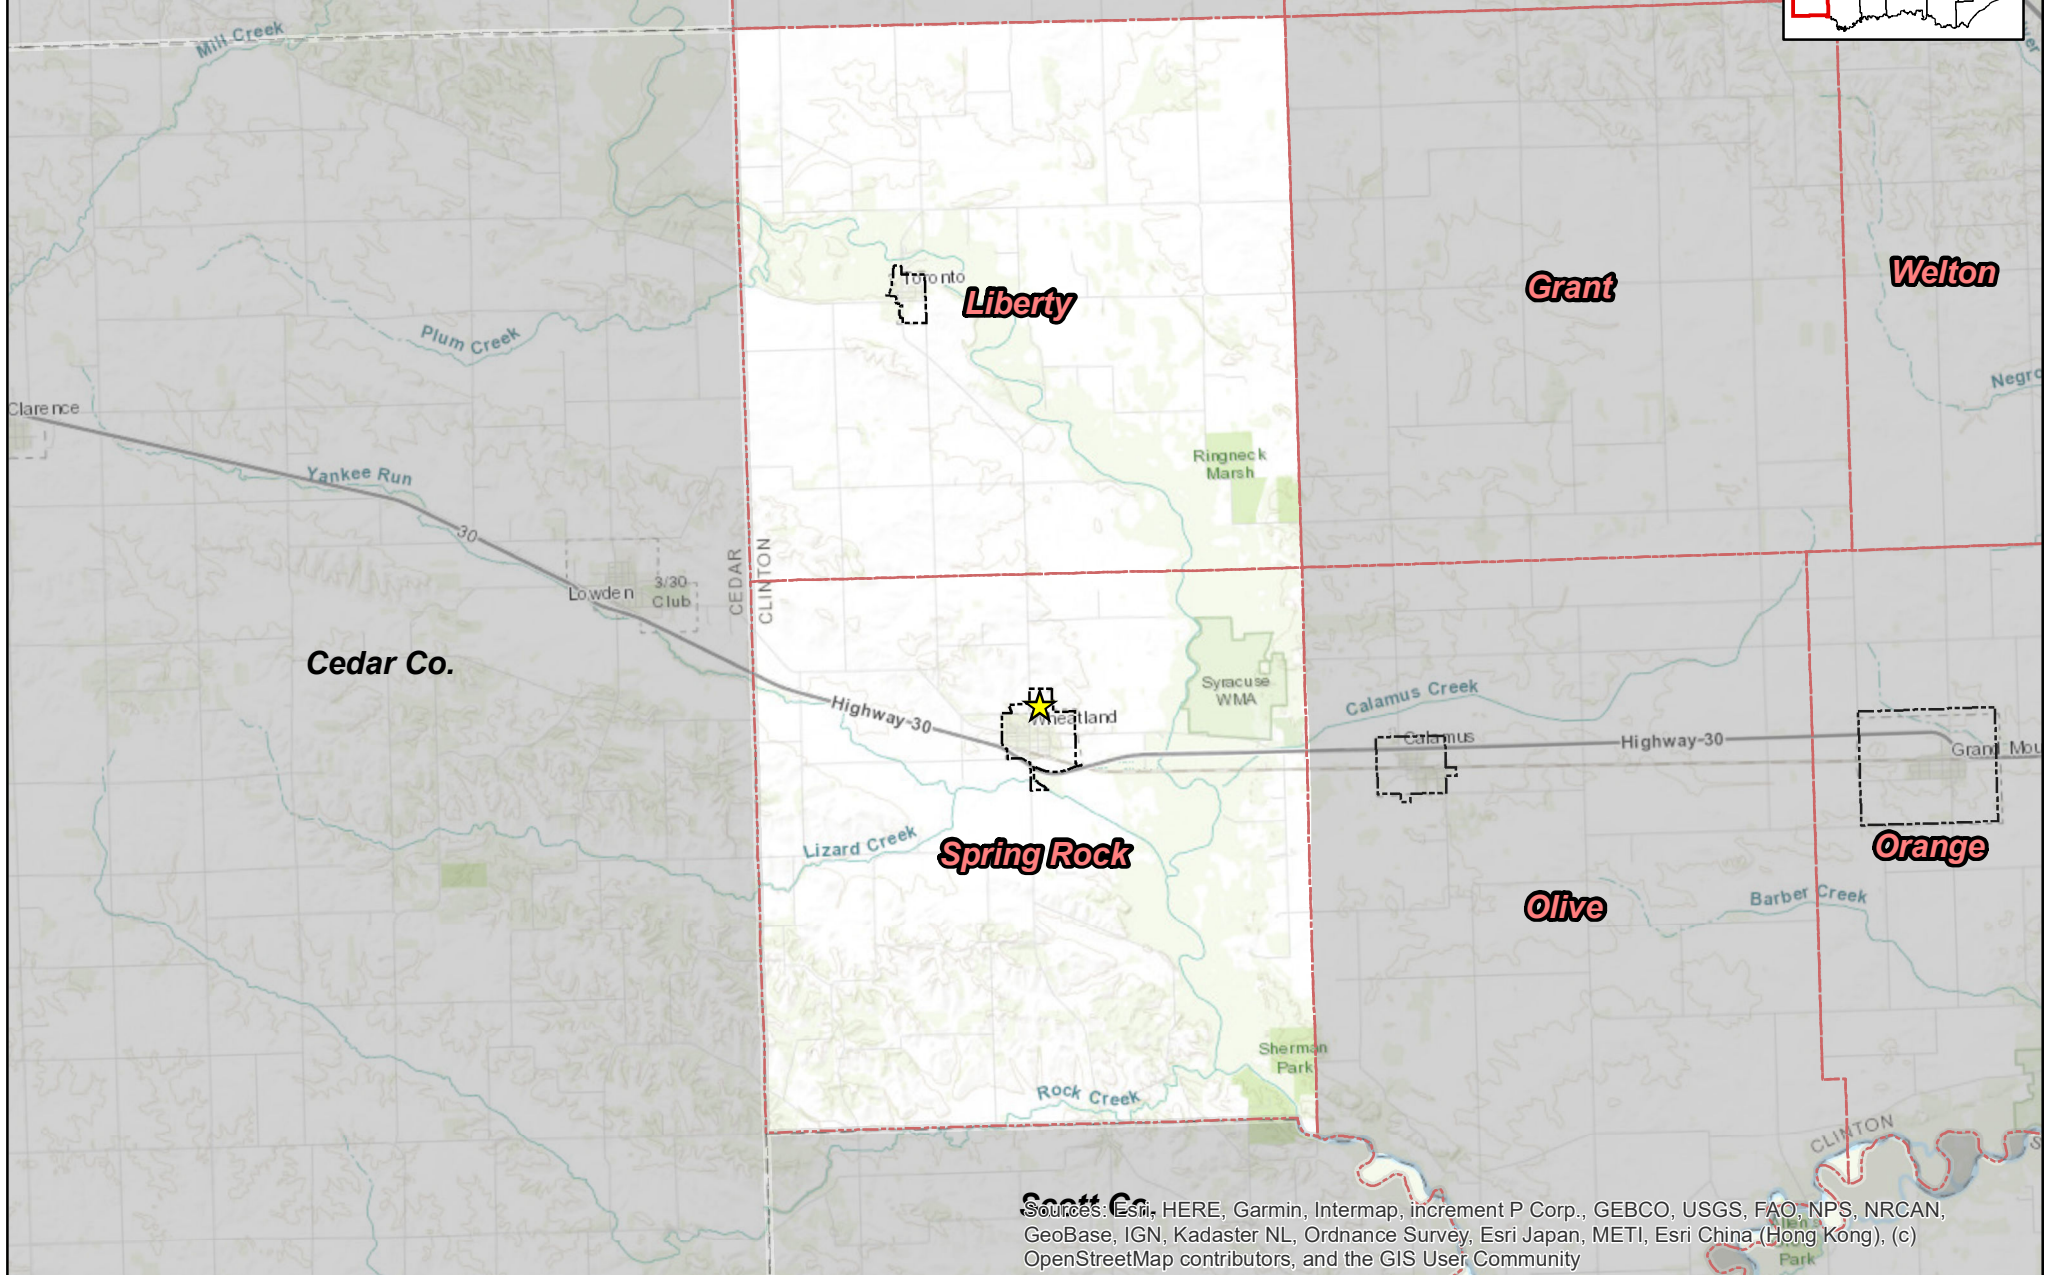 Mill Creek
Toronto
Liberty
Grant
Welton
Plum Creek
Clarence
Ringneck
Marsh
Yankee Run
30
CEDAR
CLINTON
3/30
Club
Lowden
Cedar Co.
Syracuse
WMA
Calamus Creek
Highway-30
Wheatland
Calamus
Highway-30
Grand Mou
Lizard Creek
Spring Rock
Orange
Olive
Barber Creek
Sherman
Park
Rock Creek
CLINTON
Scott Co.
Sources: Esri, HERE, Garmin, Intermap, increment P Corp., GEBCO, USGS, FAO, NPS, NRCAN,
GeoBase, IGN, Kadaster NL, Ordnance Survey, Esri Japan, METI, Esri China (Hong Kong), (c)
OpenStreetMap contributors, and the GIS User Community
Park